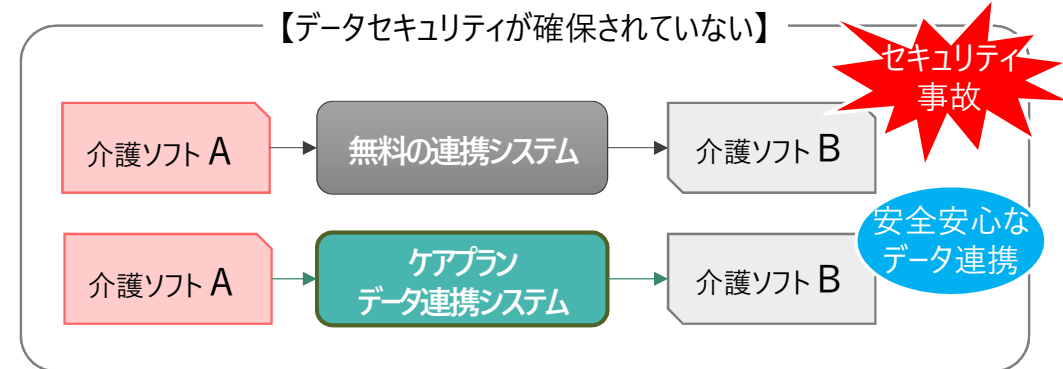 【データセキュリティが確保されていない】
セキュリティ
事故
介護ソフト A
無料の連携システム
介護ソフト B
安全安心な
データ連携
介護ソフト A
ケアプラン
データ連携システム
介護ソフト B